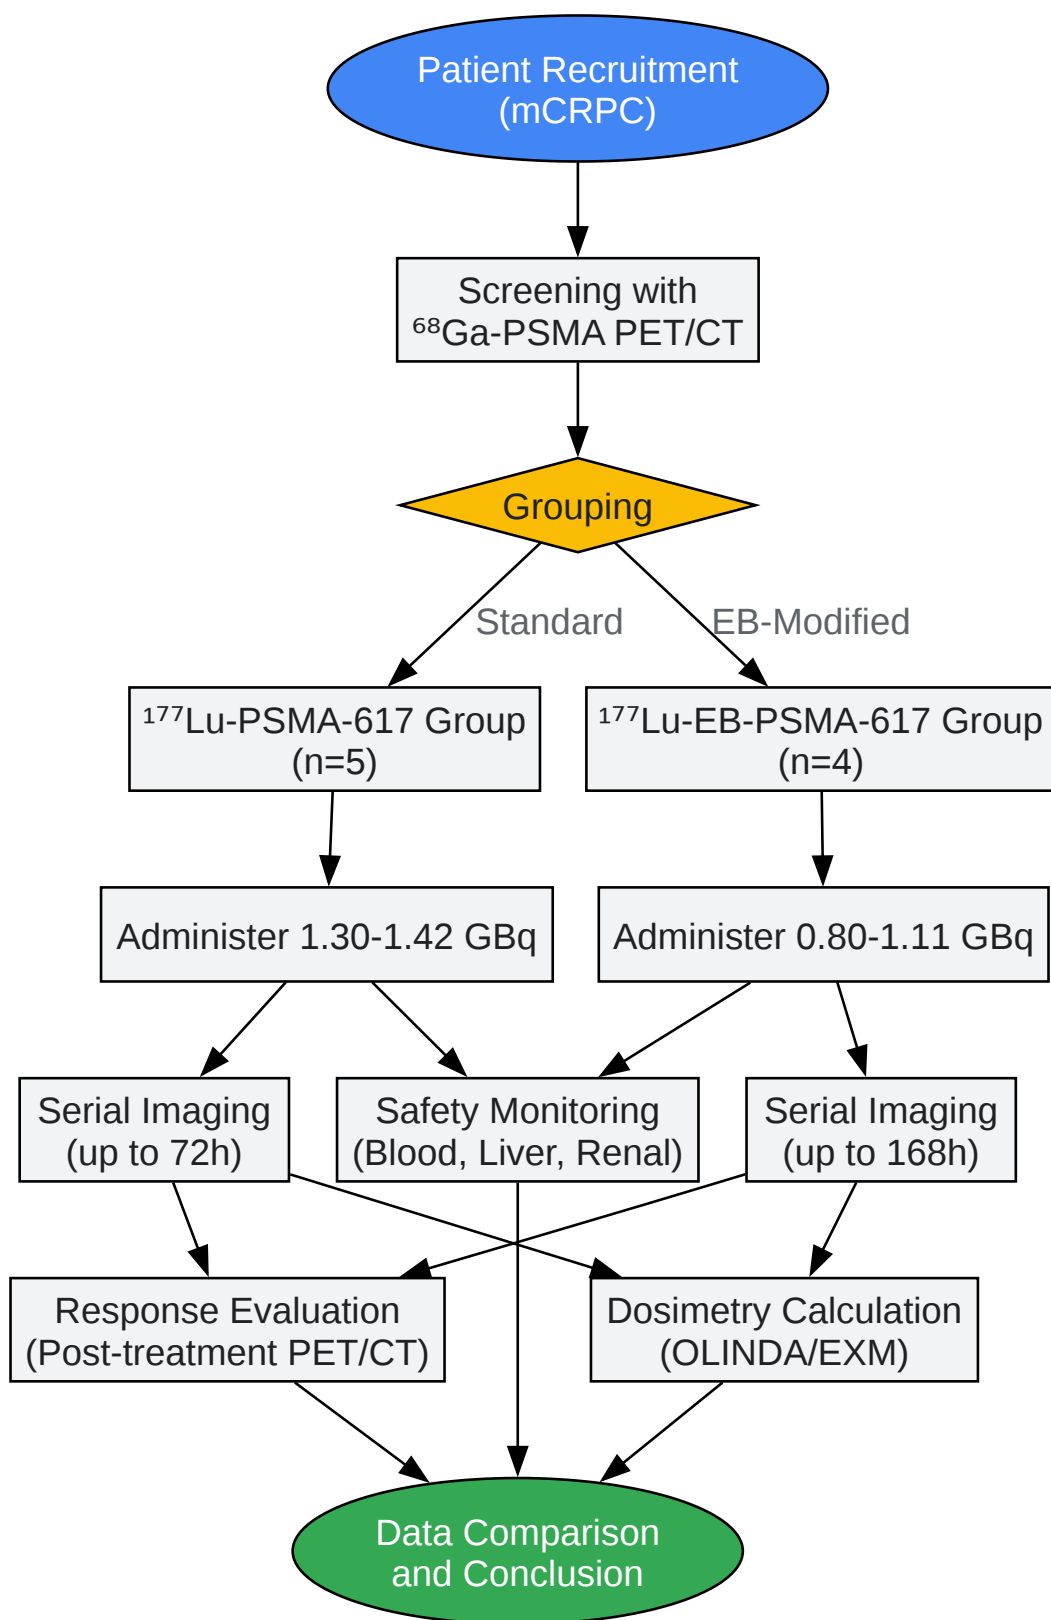 Patient Recruitment
(mCRPC)
Screening with
⁶⁸Ga-PSMA PET/CT
Grouping
Standard
EB-Modified
¹⁷⁷Lu-PSMA-617 Group
(n=5)
¹⁷⁷Lu-EB-PSMA-617 Group
(n=4)
Administer 1.30-1.42 GBq
Administer 0.80-1.11 GBq
Serial Imaging
(up to 72h)
Safety Monitoring
(Blood, Liver, Renal)
Serial Imaging
(up to 168h)
Response Evaluation
(Post-treatment PET/CT)
Dosimetry Calculation
(OLINDA/EXM)
Data Comparison
and Conclusion